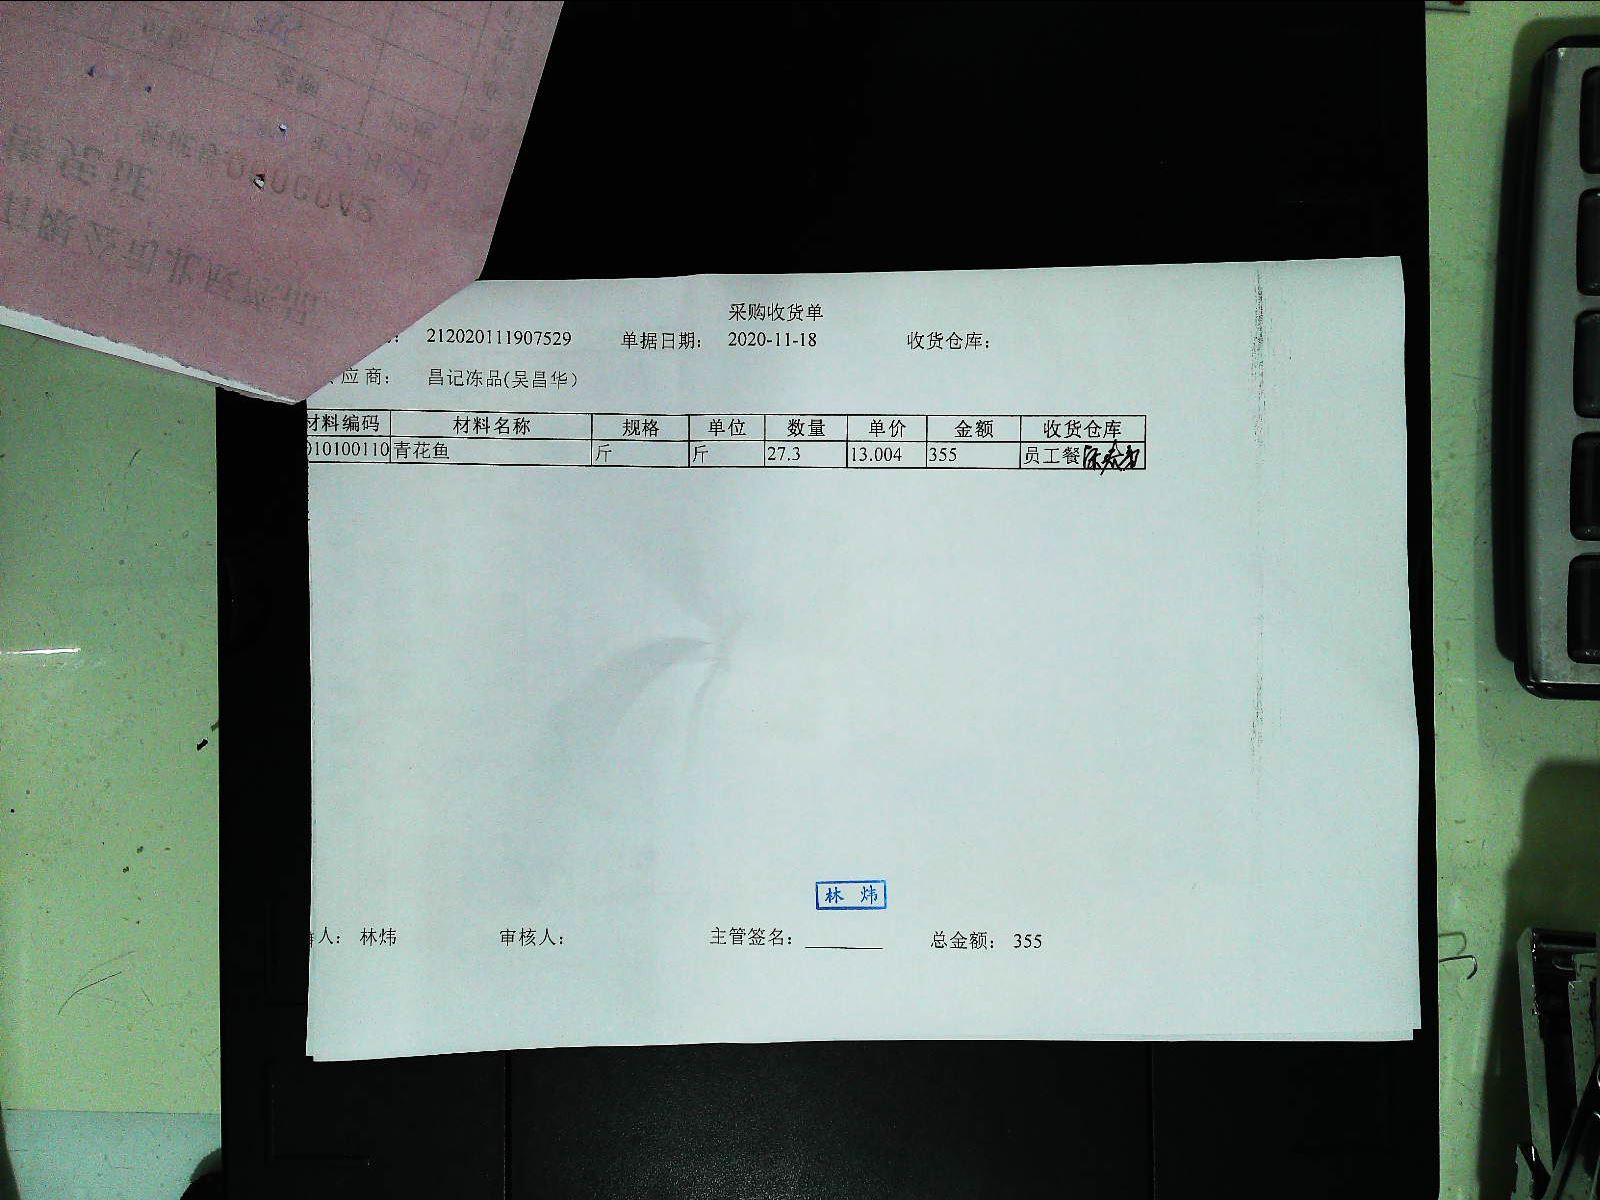 采购收货单
212020111907529 单据日期： 2020-11-18 收货仓库：
应商： 昌记冻品(吴昌华)
材料编码 材料名称 规格 单位 数量 单价 金额 收货仓库
010100110 青花鱼 斤 斤 27.3 13.004 355 员工餐
林 炜
人： 林炜 审核人： 主管签名： 总金额： 355